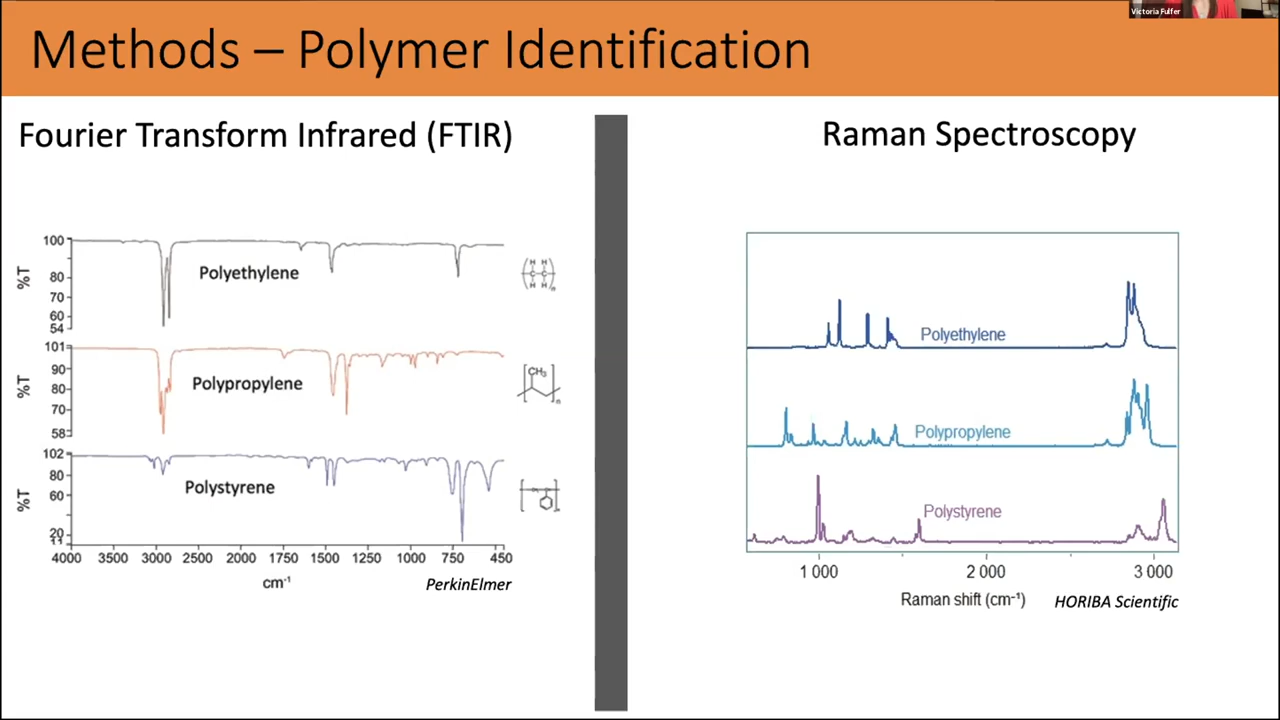 Victoria Fulfer
Methods – Polymer Identification
Fourier Transform Infrared (FTIR)
100
80
70
60
54
%T
Polyethylene
H H
C C
H H
n
101
90
80
70
58
%T
Polypropylene
CH₃
n
102
80
60
20
%T
Polystyrene
4000 3500 3000 2500 2000 1750 1500 1250 1000 750 450
cm⁻¹
PerkinElmer
Raman Spectroscopy
Polyethylene
Polypropylene
Polystyrene
1 000 2 000 3 000
Raman shift (cm⁻¹)
HORIBA Scientific